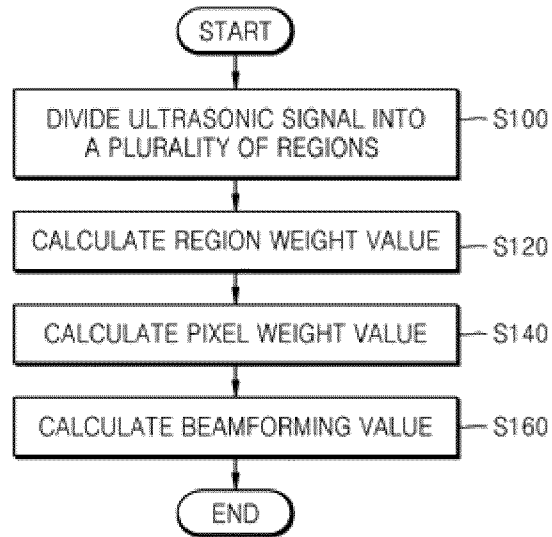 START
DIVIDE ULTRASONIC SIGNAL INTO
A PLURALITY OF REGIONS
S100
CALCULATE REGION WEIGHT VALUE
S120
CALCULATE PIXEL WEIGHT VALUE
S140
CALCULATE BEAMFORMING VALUE
S160
END